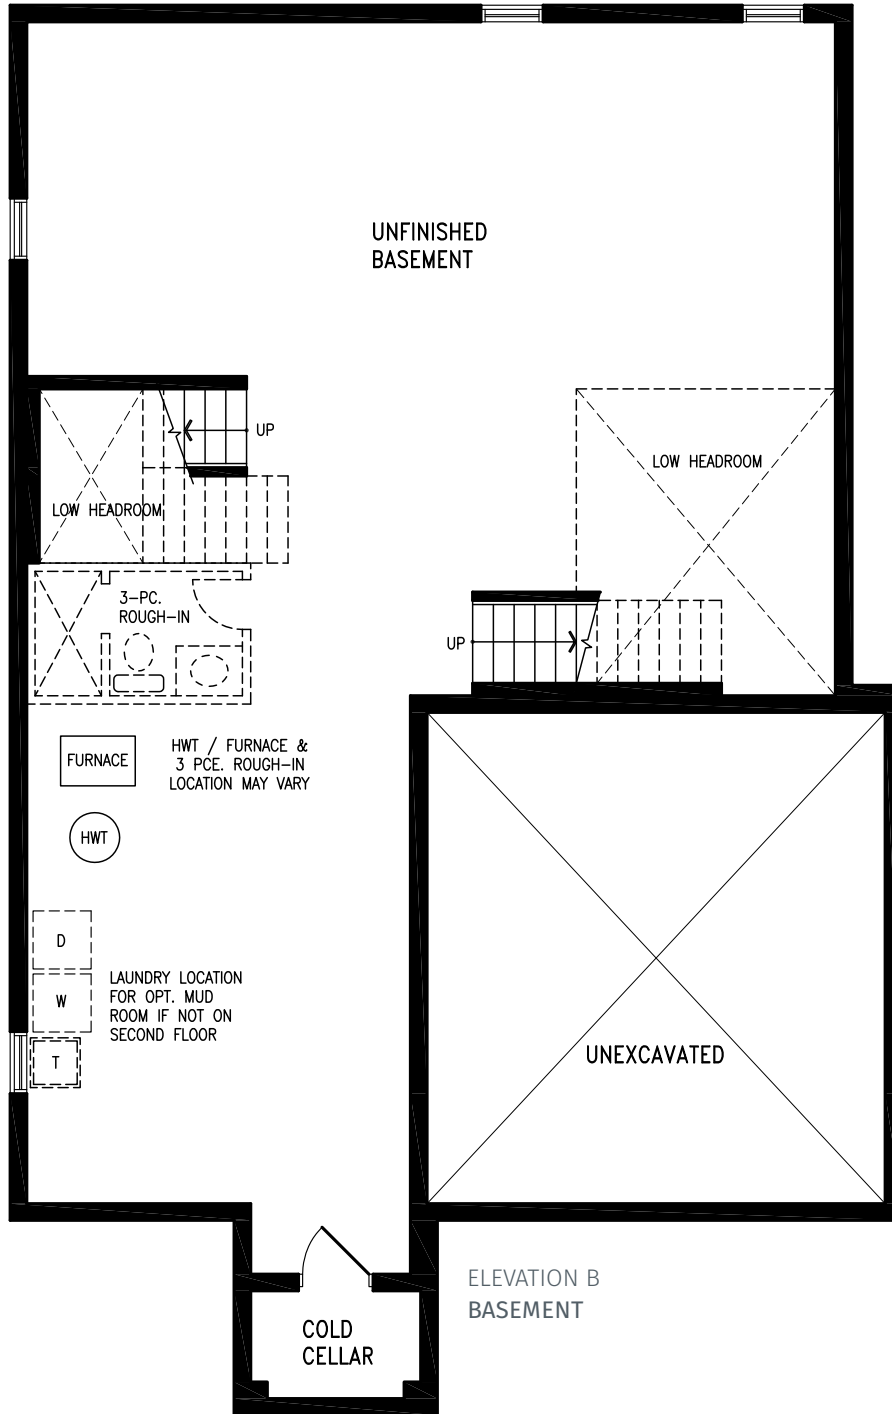 UNFINISHED
BASEMENT
UP
LOW HEADROOM
LOW HEADROOM
3-PC.
ROUGH-IN
UP
FURNACE
HWT / FURNACE &
3 PCE. ROUGH-IN
LOCATION MAY VARY
HWT
D
W
T
LAUNDRY LOCATION
FOR OPT. MUD
ROOM IF NOT ON
SECOND FLOOR
UNEXCAVATED
COLD
CELLAR
ELEVATION B
BASEMENT